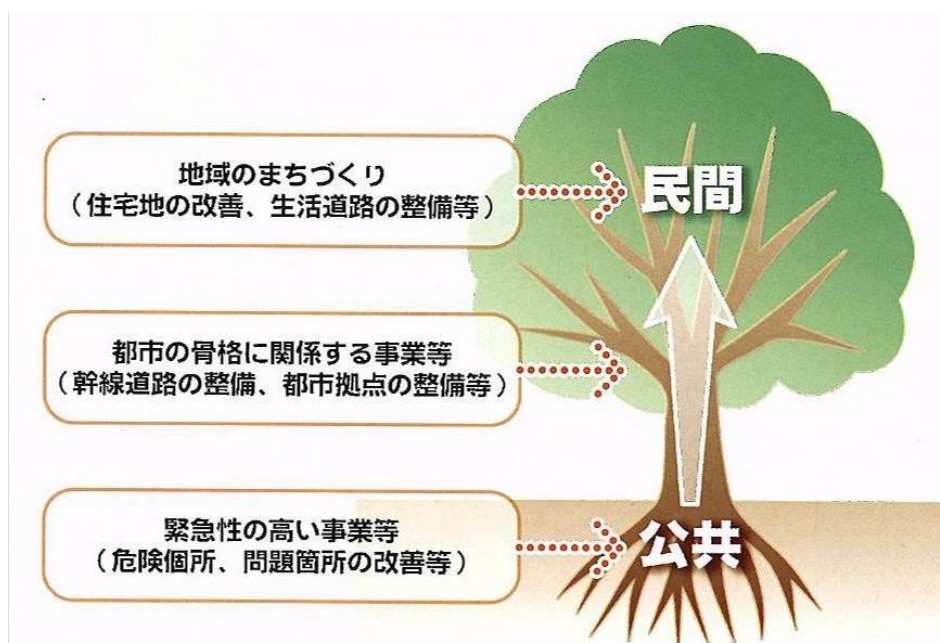 地域のまちづくり
(住宅地の改善、生活道路の整備等)
民間
都市の骨格に関係する事業等
(幹線道路の整備、都市拠点の整備等)
緊急性の高い事業等
(危険個所、問題箇所の改善等)
公共